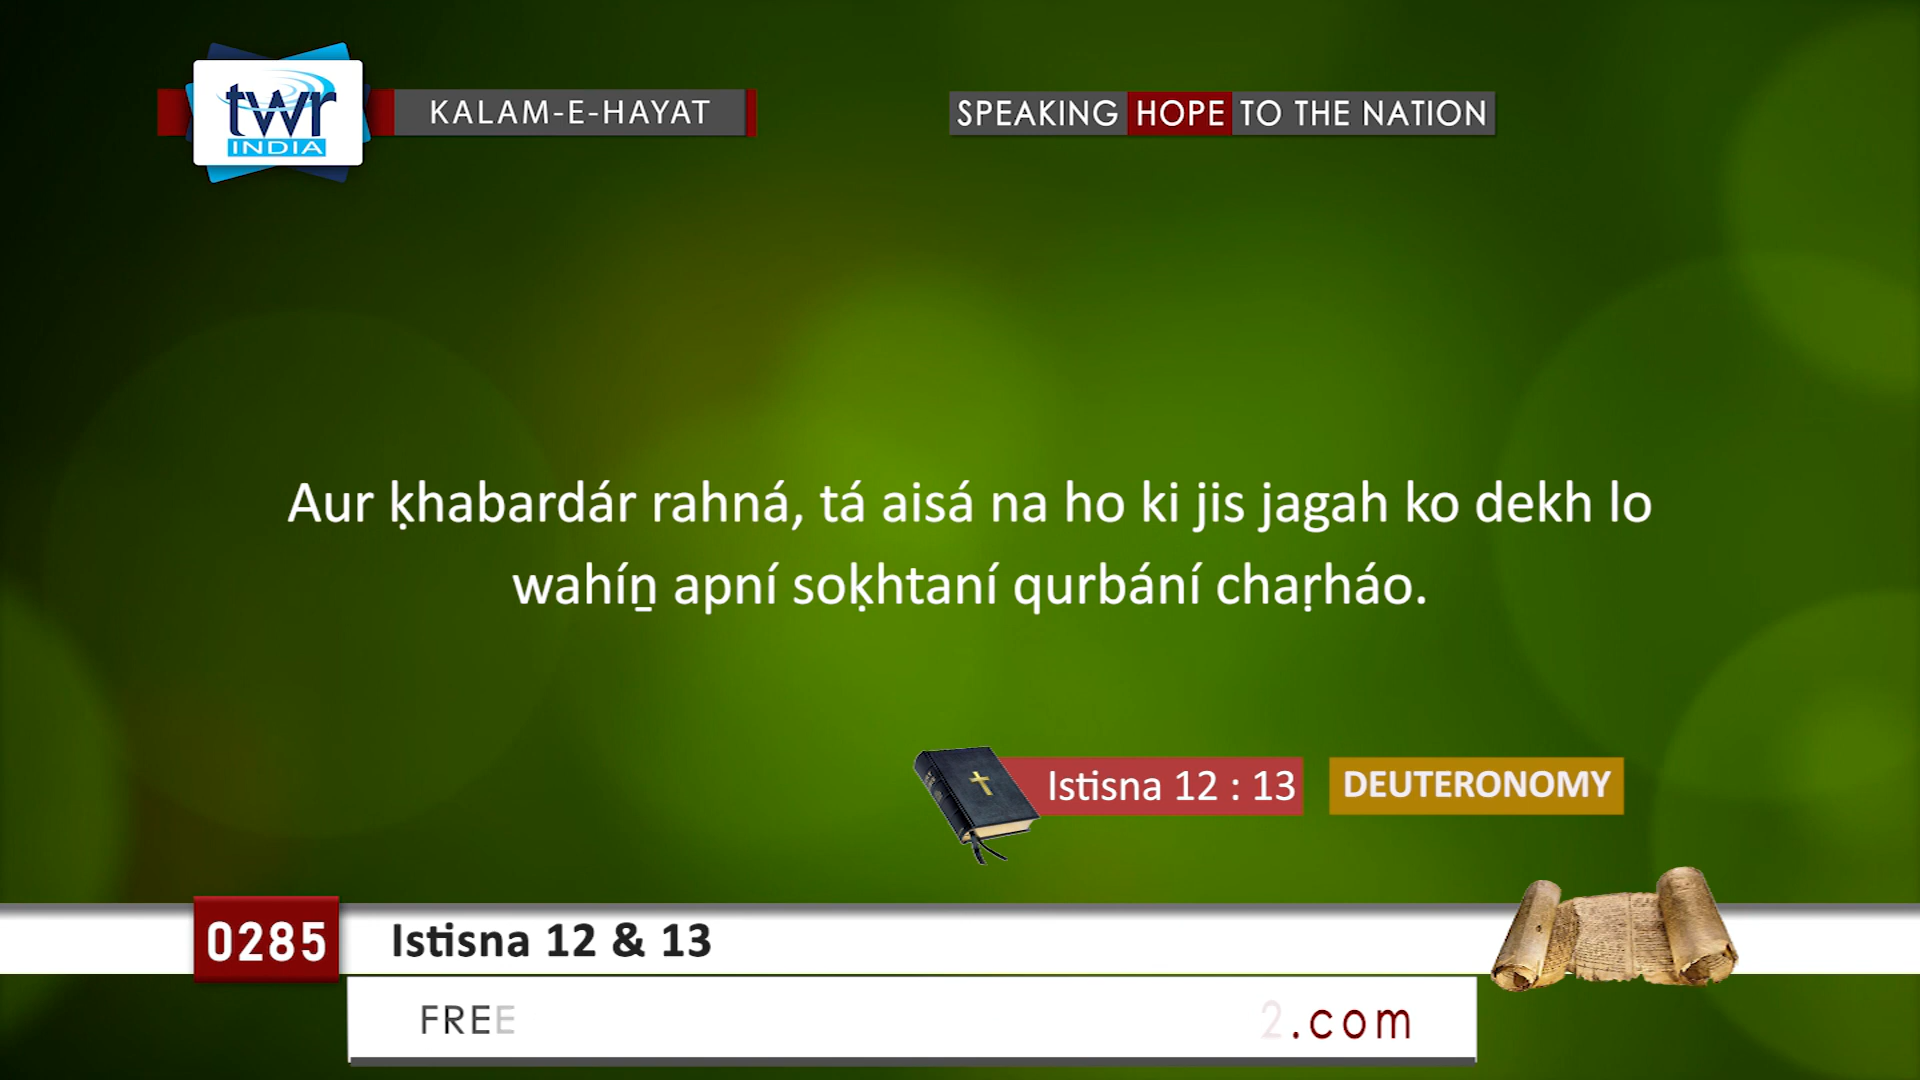 twr
INDIA
KALAM-E-HAYAT
SPEAKING HOPE TO THE NATION
Aur ḳhabardár rahná, tá aisá na ho ki jis jagah ko dekh lo
wahíṉ apní soḳhtaní qurbání chaṛháo.
Istisna 12 : 13
DEUTERONOMY
0285
Istisna 12 & 13
FREE
2.com